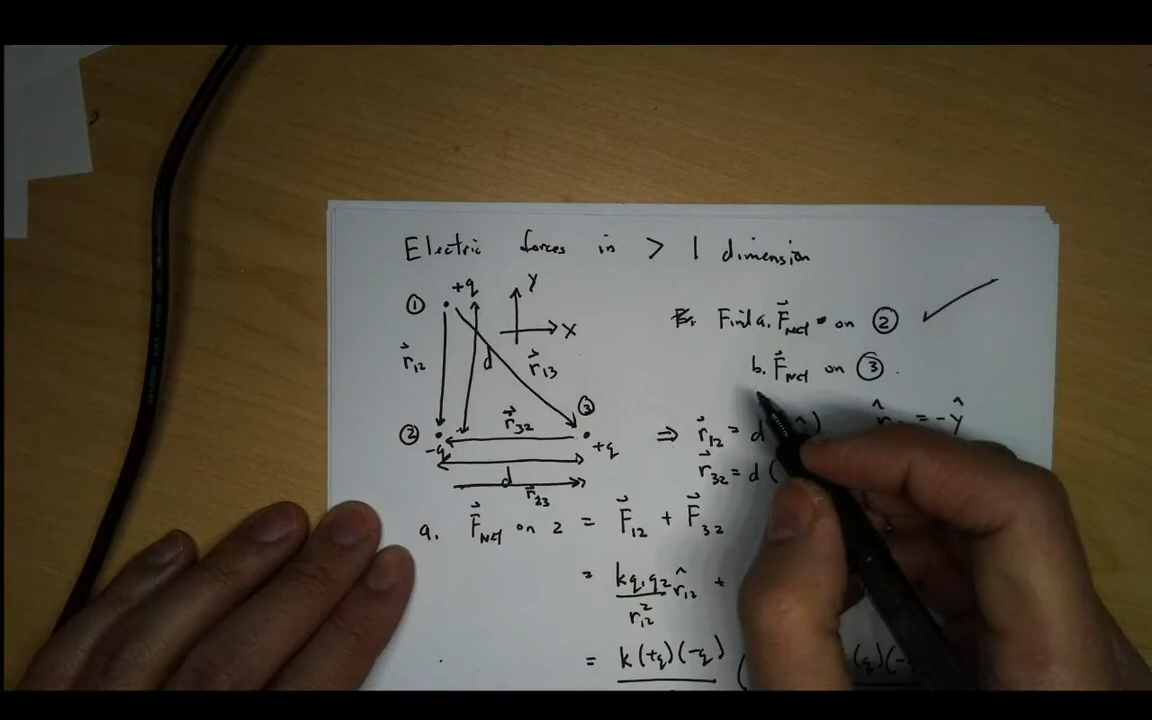 Electric forces in > 1 dimension
① +q Y
X
r⃗₁₂ d r⃗₁₃
Find a. F⃗Net on ②
b. F⃗Net on ③.
③
② -q r⃗₃₂ +q
d
r⃗₂₃
⇒ r⃗₁₂ = d = -ŷ
r⃗₃₂ = d (
a. F⃗Net on 2 = F⃗₁₂ + F⃗₃₂
= kq₁q₂/r₁₂² r̂₁₂ +
= k(+q)(-q) ( (q)(-